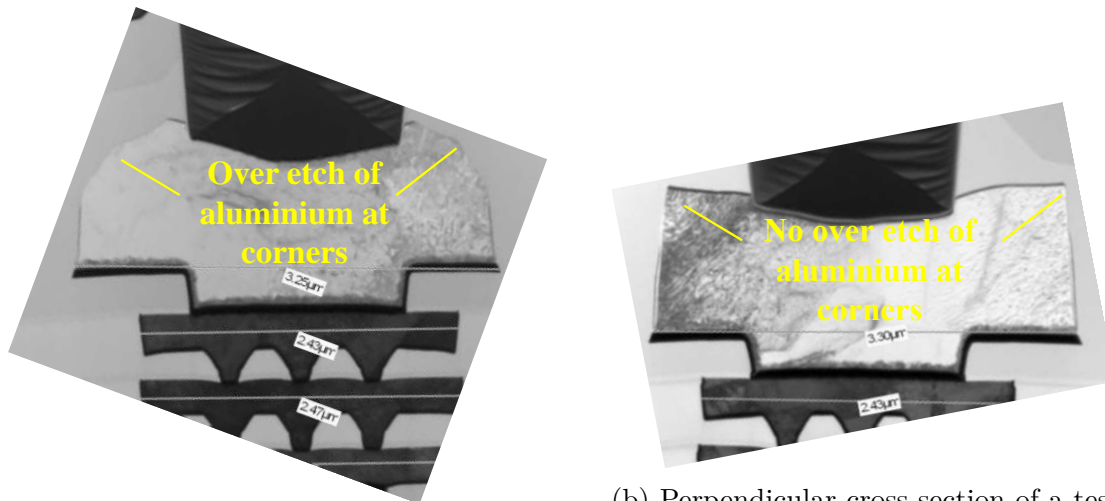 Over etch of
aluminium at
corners
3.25µm
2.43µm
2.47µm
No over etch of
aluminium at
corners
3.30µm
2.43µm
(b) Perpendicular cross section of a tes